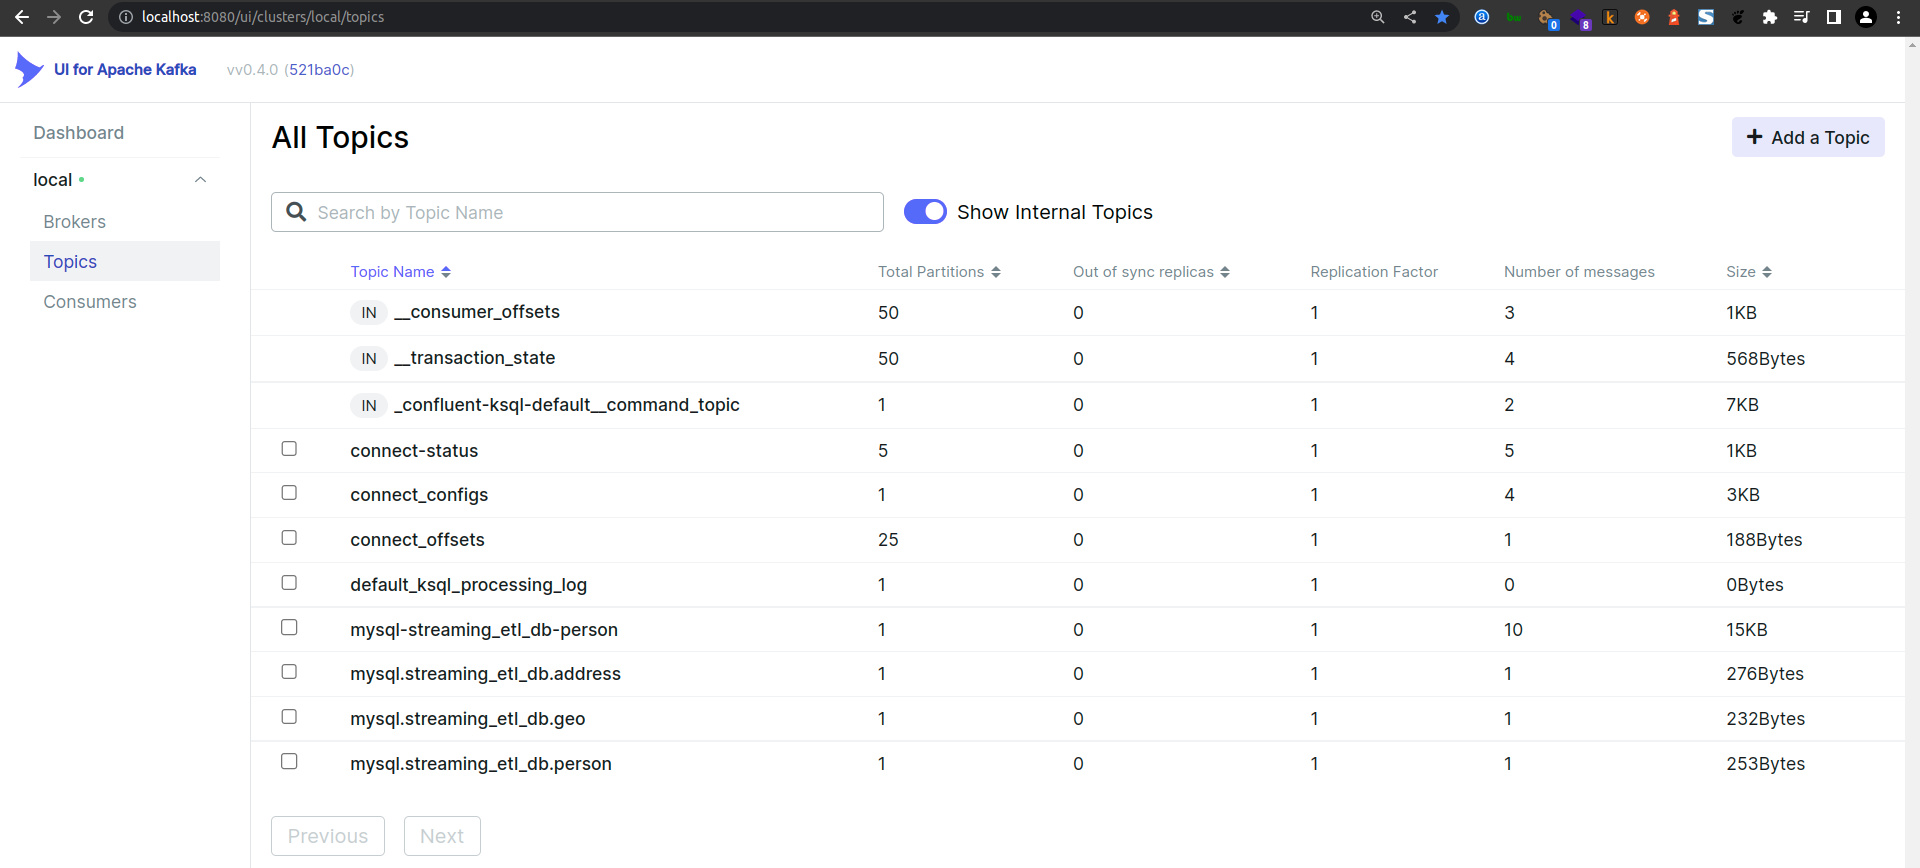 localhost:8080/ui/clusters/local/topics
0
8
UI for Apache Kafka vv0.4.0 (521ba0c)
Dashboard
local
Brokers
Topics
Consumers
All Topics
+ Add a Topic
Search by Topic Name
Show Internal Topics
Topic Name Total Partitions Out of sync replicas Replication Factor Number of messages Size
IN __consumer_offsets 50 0 1 3 1KB
IN __transaction_state 50 0 1 4 568Bytes
IN _confluent-ksql-default__command_topic 1 0 1 2 7KB
connect-status 5 0 1 5 1KB
connect_configs 1 0 1 4 3KB
connect_offsets 25 0 1 1 188Bytes
default_ksql_processing_log 1 0 1 0 0Bytes
mysql-streaming_etl_db-person 1 0 1 10 15KB
mysql.streaming_etl_db.address 1 0 1 1 276Bytes
mysql.streaming_etl_db.geo 1 0 1 1 232Bytes
mysql.streaming_etl_db.person 1 0 1 1 253Bytes
Previous Next